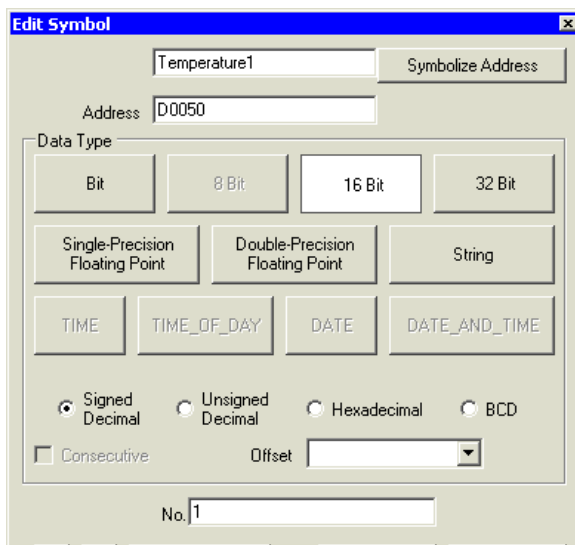 Edit Symbol
Temperature1
Symbolize Address
Address D0050
Data Type
Bit
8 Bit
16 Bit
32 Bit
Single-Precision
Floating Point
Double-Precision
Floating Point
String
TIME
TIME_OF_DAY
DATE
DATE_AND_TIME
Signed
Decimal
Unsigned
Decimal
Hexadecimal
BCD
Consecutive
Offset
No. 1